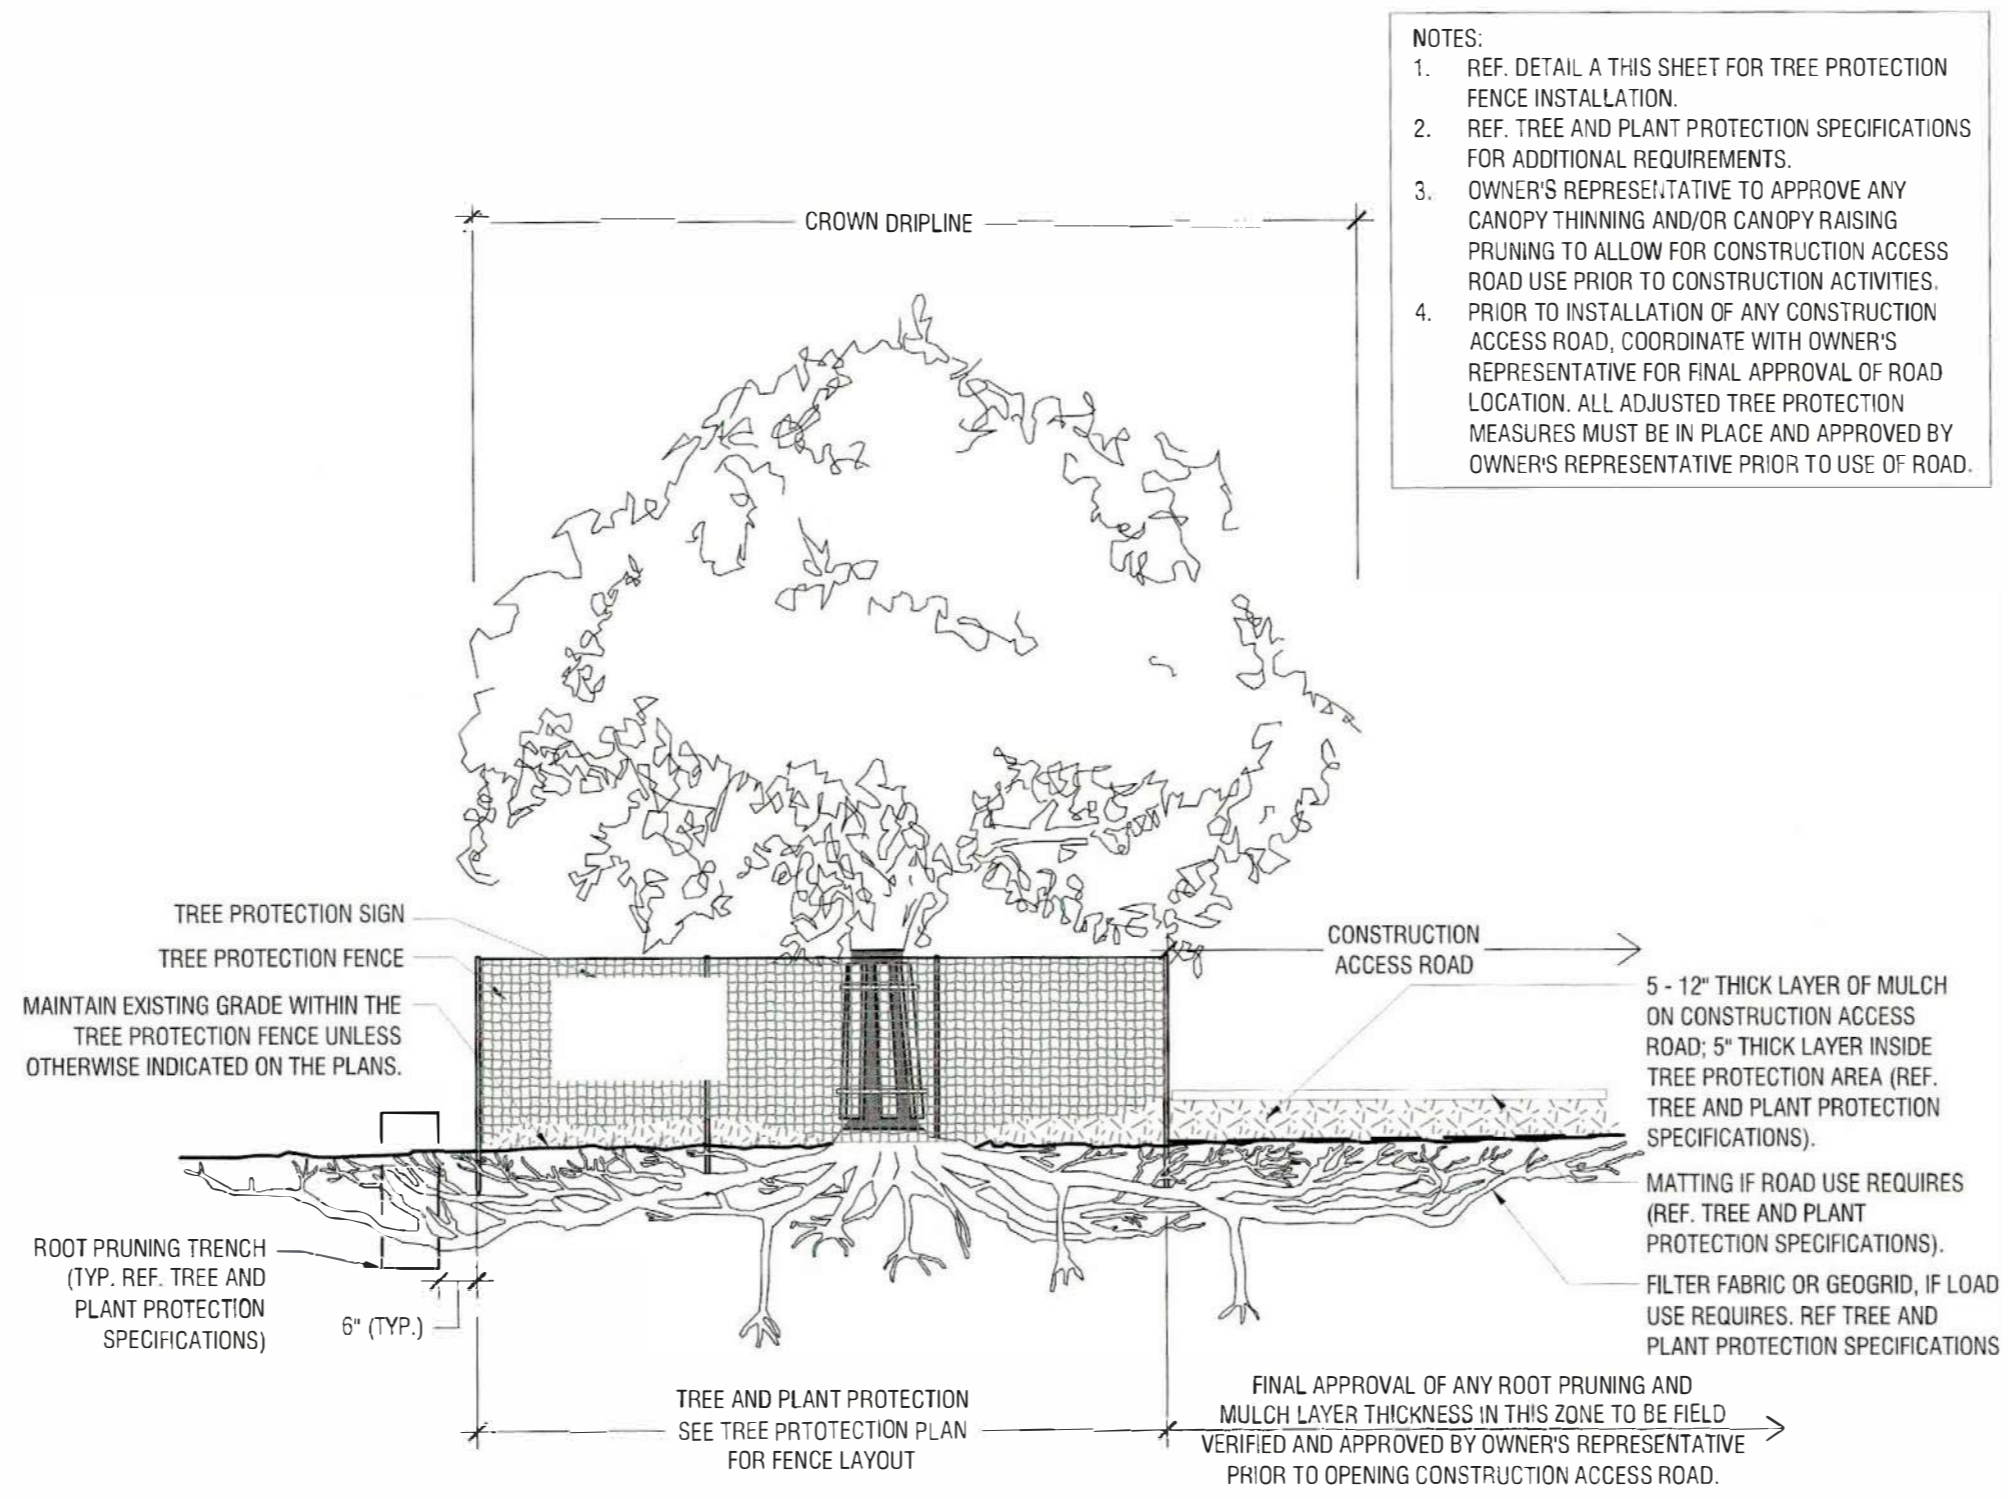 NOTES:
1. REF. DETAIL A THIS SHEET FOR TREE PROTECTION
FENCE INSTALLATION.
2. REF. TREE AND PLANT PROTECTION SPECIFICATIONS
FOR ADDITIONAL REQUIREMENTS.
3. OWNER'S REPRESENTATIVE TO APPROVE ANY
CANOPY THINNING AND/OR CANOPY RAISING
PRUNING TO ALLOW FOR CONSTRUCTION ACCESS
ROAD USE PRIOR TO CONSTRUCTION ACTIVITIES.
4. PRIOR TO INSTALLATION OF ANY CONSTRUCTION
ACCESS ROAD, COORDINATE WITH OWNER'S
REPRESENTATIVE FOR FINAL APPROVAL OF ROAD
LOCATION. ALL ADJUSTED TREE PROTECTION
MEASURES MUST BE IN PLACE AND APPROVED BY
OWNER'S REPRESENTATIVE PRIOR TO USE OF ROAD.
CROWN DRIPLINE
TREE PROTECTION SIGN
TREE PROTECTION FENCE
MAINTAIN EXISTING GRADE WITHIN THE
TREE PROTECTION FENCE UNLESS
OTHERWISE INDICATED ON THE PLANS.
ROOT PRUNING TRENCH
(TYP. REF. TREE AND
PLANT PROTECTION
SPECIFICATIONS)
6" (TYP.)
CONSTRUCTION
ACCESS ROAD
5 - 12" THICK LAYER OF MULCH
ON CONSTRUCTION ACCESS
ROAD; 5" THICK LAYER INSIDE
TREE PROTECTION AREA (REF.
TREE AND PLANT PROTECTION
SPECIFICATIONS).
MATTING IF ROAD USE REQUIRES
(REF. TREE AND PLANT
PROTECTION SPECIFICATIONS).
FILTER FABRIC OR GEOGRID, IF LOAD
USE REQUIRES. REF TREE AND
PLANT PROTECTION SPECIFICATIONS
TREE AND PLANT PROTECTION
SEE TREE PRTOTECTION PLAN
FOR FENCE LAYOUT
FINAL APPROVAL OF ANY ROOT PRUNING AND
MULCH LAYER THICKNESS IN THIS ZONE TO BE FIELD
VERIFIED AND APPROVED BY OWNER'S REPRESENTATIVE
PRIOR TO OPENING CONSTRUCTION ACCESS ROAD.